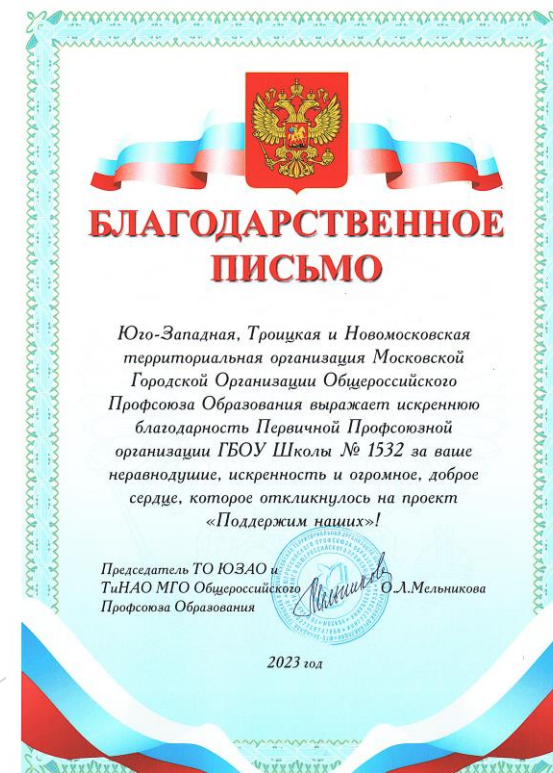 БЛАГОДАРСТВЕННОЕ
ПИСЬМО
Юго-Западная, Троицкая и Новомосковская
территориальная организация Московской
Городской Организации Общероссийского
Профсоюза Образования выражает искреннюю
благодарность Первичной Профсоюзной
организации ГБОУ Школы № 1532 за ваше
неравнодушие, искренность и огромное, доброе
сердце, которое откликнулось на проект
«Поддержим наших»!
Председатель ТО ЮЗАО и
ТиНАО МГО Общероссийского О.Л.Мельникова
Профсоюза Образования
2023 год